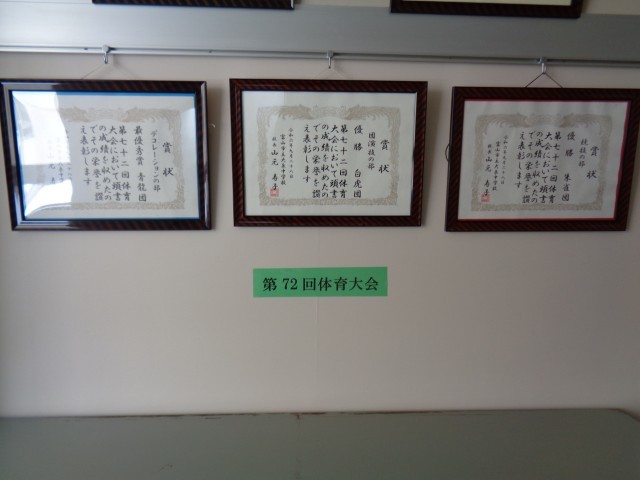 賞状
デコレーションの部
最優秀賞 青龍団
第七十二回体育
大会において頭書
の成績を収めたの
でその栄誉を讃
え表彰します
賞状
団演技の部
優勝 白虎団
第七十二回体育
大会において頭書
の成績を収めたの
でその栄誉を讃
え表彰します
賞状
競技の部
優勝 朱雀団
第七十二回体育
大会において頭書
の成績を収めたの
でその栄誉を讃
え表彰します
第72回体育大会